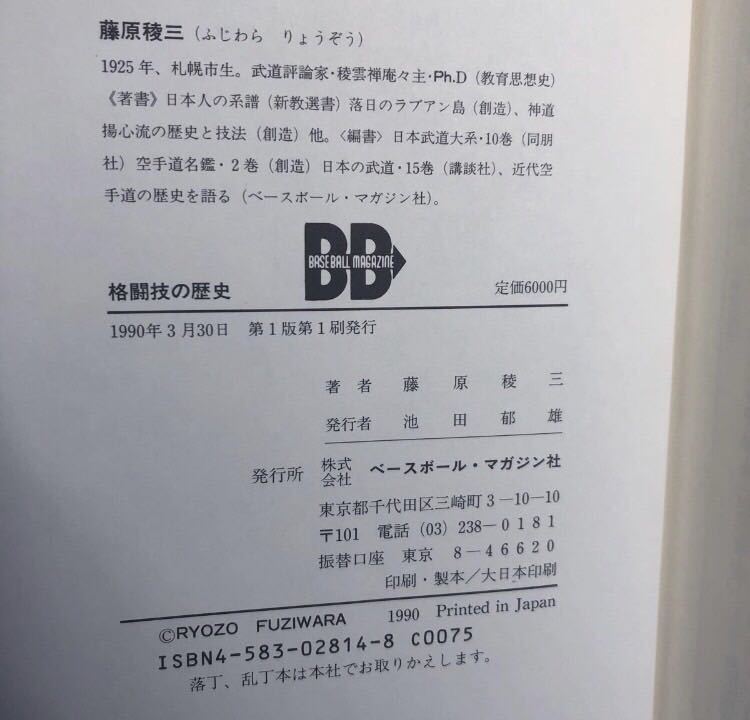 藤原稜三(ふじわら りょうぞう)
1925年、札幌市生。武道評論家・稜雲禅庵々主・Ph.D(教育思想史)
《著書》日本人の系譜(新教選書)落日のラブアン島(創造)、神道
揚心流の歴史と技法(創造)他。〈編書〉日本武道大系・10巻(同朋
社)空手道名鑑・2巻(創造)日本の武道・15巻(講談社)、近代空
手道の歴史を語る(ベースボール・マガジン社)。
BB
BASEBALL MAGAZINE
格闘技の歴史 定価6000円
1990年3月30日 第1版第1刷発行
著者 藤原稜三
発行者 池田郁雄
発行所 株式会社 ベースボール・マガジン社
東京都千代田区三崎町3―10―10
〒101 電話(03)238―0181
振替口座 東京 8―46620
印刷・製本/大日本印刷
©RYOZO FUZIWARA 1990 Printed in Japan
ISBN4-583-02814-8 C0075
落丁、乱丁本は本社でお取りかえします。